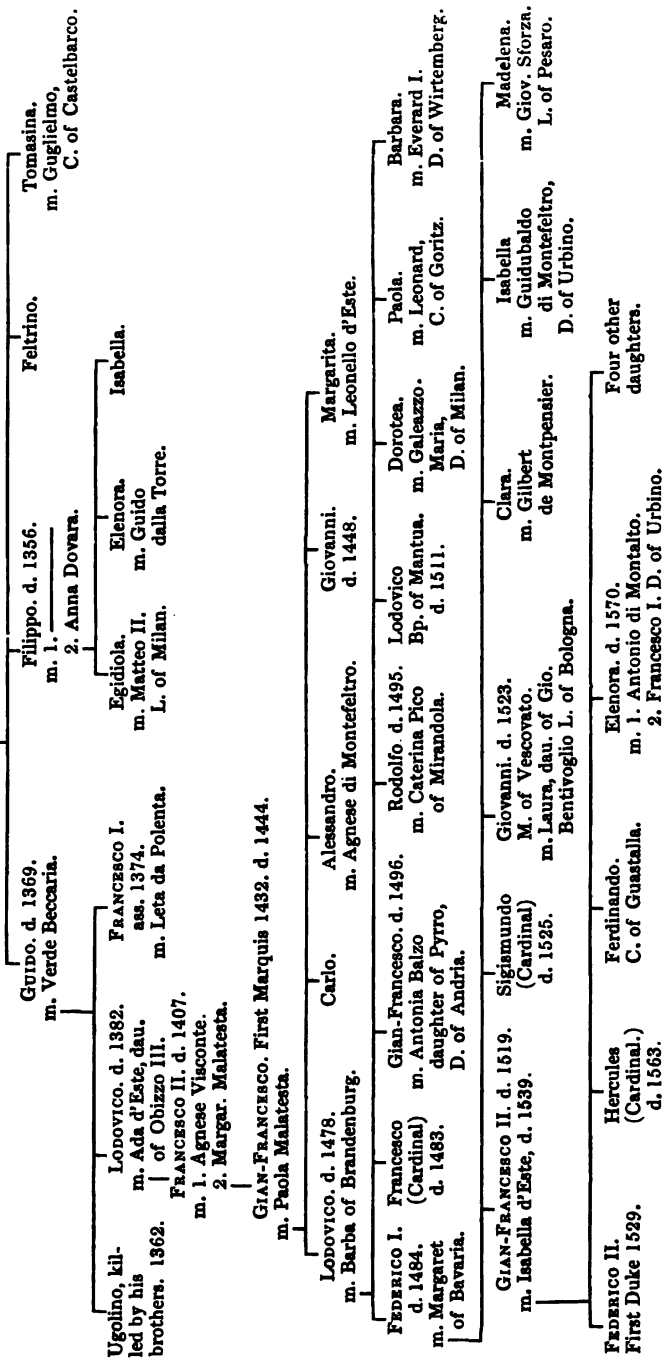 GUIDO. d. 1369.
m. Verde Beccaria.
Filippo. d. 1356.
m. 1. ———
2. Anna Dovara.
Feltrino.
Tomasina.
m. Guglielmo,
C. of Castelbarco.
Ugolino, kil-
led by his
brothers. 1362.
LODOVICO. d. 1382.
m. Ada d'Este, dau.
of Obizzo III.
FRANCESCO I.
ass. 1374.
m. Leta da Polenta.
Egidiola.
m. Matteo II.
L. of Milan.
Elenora.
m. Guido
dalla Torre.
Isabella.
FRANCESCO II. d. 1407.
m. 1. Agnese Visconte.
2. Margar. Malatesta.
GIAN-FRANCESCO. First Marquis 1432. d. 1444.
m. Paola Malatesta.
LODOVICO. d. 1478.
m. Barba of Brandenburg.
Carlo.
Alessandro.
m. Agnese di Montefeltro.
Giovanni.
d. 1448.
Margarita.
m. Leonello d'Este.
FEDERICO I.
d. 1484.
m. Margaret
of Bavaria.
Francesco
(Cardinal)
d. 1483.
Gian-Francesco. d. 1496.
m. Antonia Balzo
daughter of Pyrro,
D. of Andria.
Rodolfo. d. 1495.
m. Caterina Pico
of Mirandola.
Lodovico
Bp. of Mantua.
d. 1511.
Dorotea.
m. Galeazzo-
Maria,
D. of Milan.
Paola.
m. Leonard,
C. of Goritz.
Barbara.
m. Everard I.
D. of Wirtemberg.
GIAN-FRANCESCO II. d. 1519.
m. Isabella d'Este, d. 1539.
Sigismundo
(Cardinal)
d. 1525.
Giovanni. d. 1523.
M. of Vescovato.
m. Laura, dau. of Gio.
Bentivoglio L. of Bologna.
Clara.
m. Gilbert
de Montpensier.
Isabella
m. Guidubaldo
di Montefeltro,
D. of Urbino.
Madelena.
m. Giov. Sforza.
L. of Pesaro.
FEDERICO II.
First Duke 1529.
Hercules
(Cardinal.)
d. 1563.
Ferdinando.
C. of Guastalla.
Elenora. d. 1570.
m. 1. Antonio di Montalto.
2. Francesco I. D. of Urbino.
Four other
daughters.